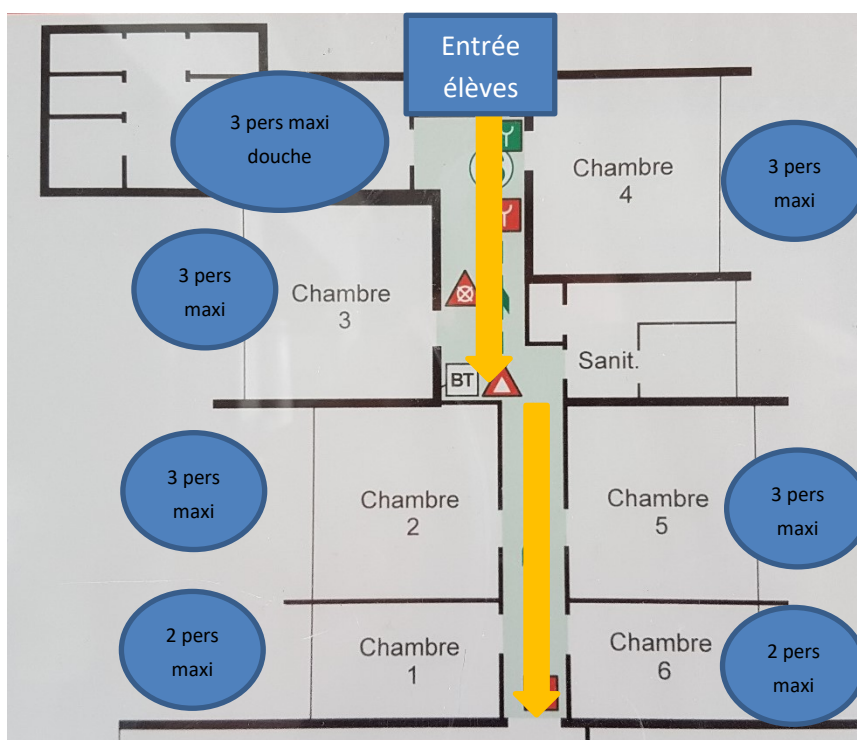 Entrée
élèves
3 pers maxi
douche
Chambre
4
3 pers
maxi
3 pers
maxi
Chambre
3
Sanit.
BT
3 pers
maxi
Chambre
2
Chambre
5
3 pers
maxi
2 pers
maxi
Chambre
1
Chambre
6
2 pers
maxi